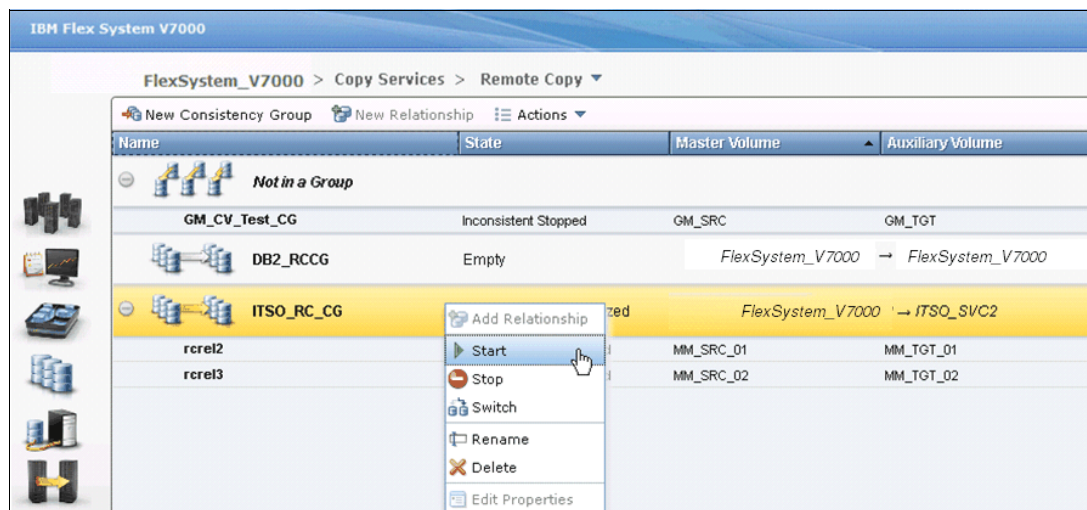 IBM Flex System V7000
FlexSystem_V7000 > Copy Services > Remote Copy
New Consistency Group New Relationship Actions
Name State Master Volume Auxiliary Volume
Not in a Group
GM_CV_Test_CG Inconsistent Stopped GM_SRC GM_TGT
DB2_RCCG Empty FlexSystem_V7000 → FlexSystem_V7000
ITSO_RC_CG zed FlexSystem_V7000 → ITSO_SVC2
Add Relationship
rcrel2 MM_SRC_01 MM_TGT_01
Start
rcrel3 MM_SRC_02 MM_TGT_02
Stop
Switch
Rename
Delete
Edit Properties